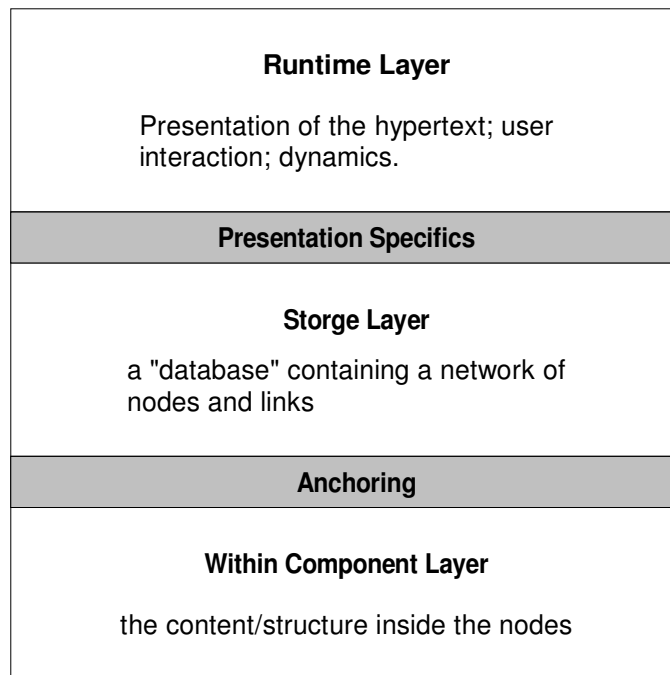 Runtime Layer
Presentation of the hypertext; user
interaction; dynamics.
Presentation Specifics
Storge Layer
a "database" containing a network of
nodes and links
Anchoring
Within Component Layer
the content/structure inside the nodes